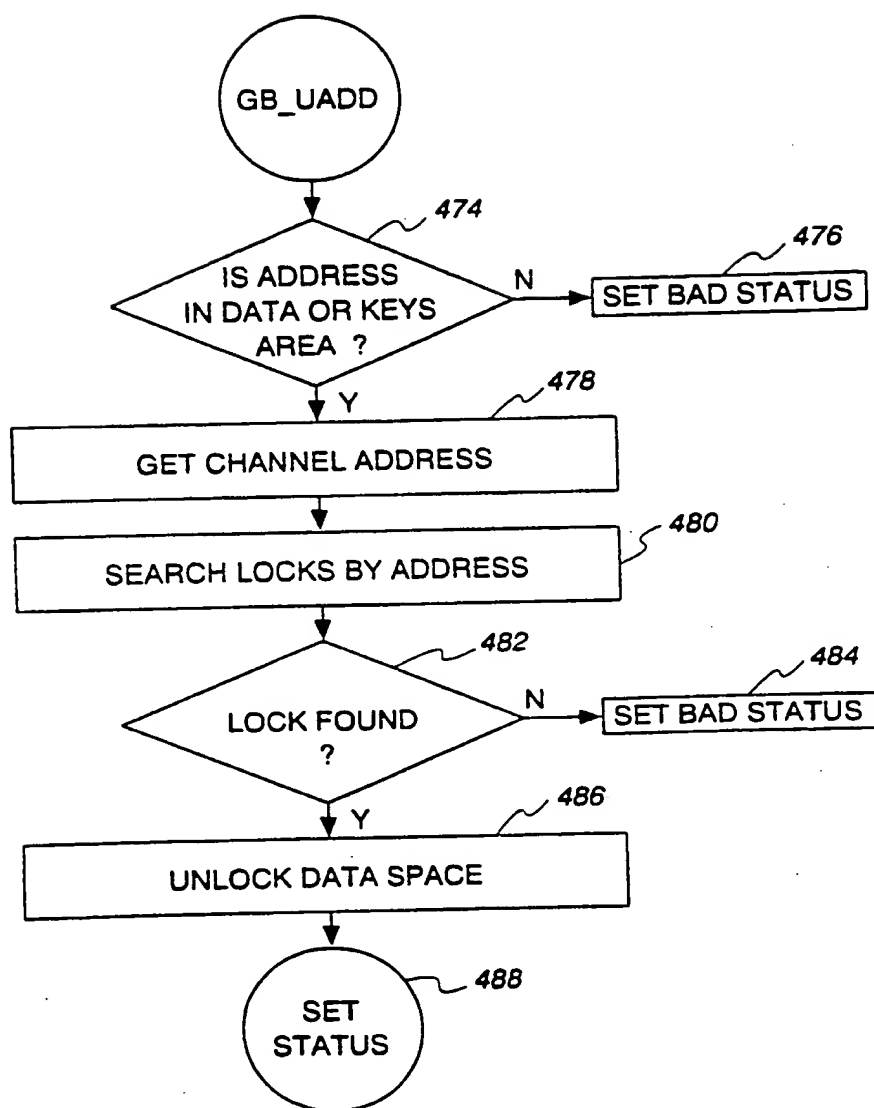 GB_UADD
474
IS ADDRESS
IN DATA OR KEYS
AREA ?
N
476
SET BAD STATUS
Y
478
GET CHANNEL ADDRESS
480
SEARCH LOCKS BY ADDRESS
482
LOCK FOUND
?
N
484
SET BAD STATUS
Y
486
UNLOCK DATA SPACE
488
SET
STATUS